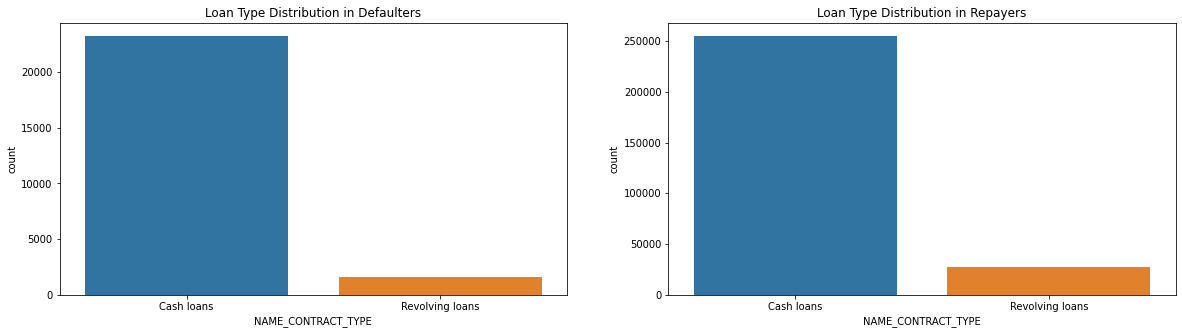 Loan Type Distribution in Defaulters
20000
15000
10000
5000
0
count
Cash loans Revolving loans
NAME_CONTRACT_TYPE
Loan Type Distribution in Repayers
250000
200000
150000
100000
50000
0
count
Cash loans Revolving loans
NAME_CONTRACT_TYPE